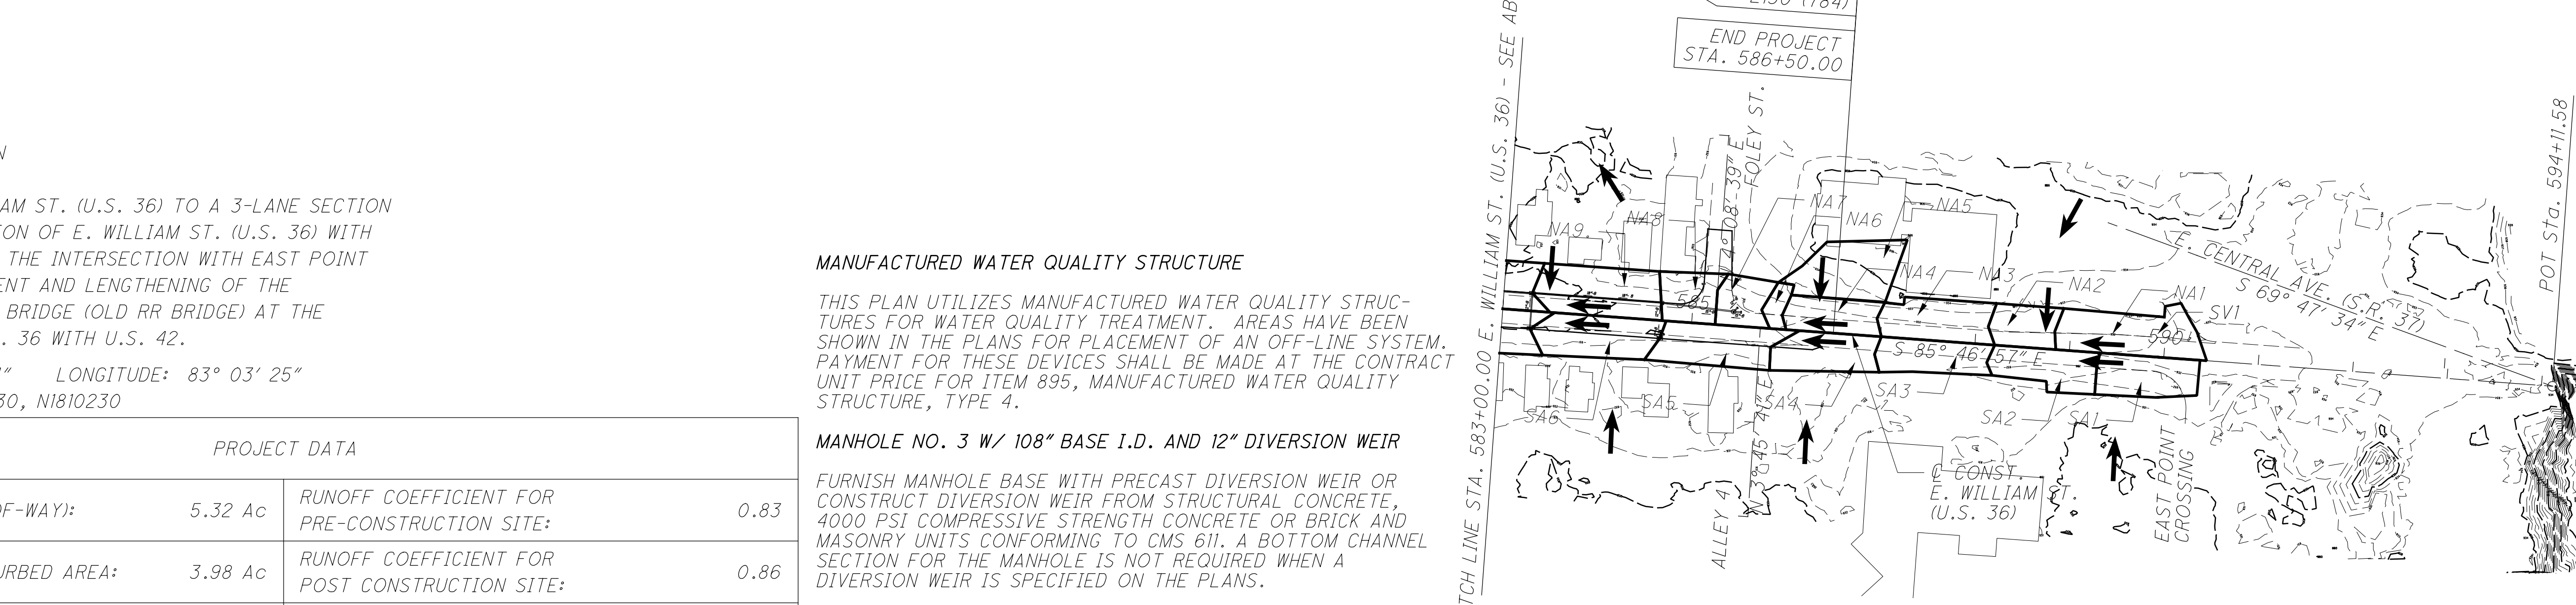 AM ST. (U.S. 36) TO A 3-LANE SECTION
ON OF E. WILLIAM ST. (U.S. 36) WITH
THE INTERSECTION WITH EAST POINT
ENT AND LENGTHENING OF THE
BRIDGE (OLD RR BRIDGE) AT THE
. 36 WITH U.S. 42.
" LONGITUDE: 83° 03' 25"
30, N1810230
PROJECT DATA
OF-WAY): 5.32 Ac
RUNOFF COEFFICIENT FOR
PRE-CONSTRUCTION SITE: 0.83
URBED AREA: 3.98 Ac
RUNOFF COEFFICIENT FOR
POST CONSTRUCTION SITE: 0.86
MANUFACTURED WATER QUALITY STRUCTURE
THIS PLAN UTILIZES MANUFACTURED WATER QUALITY STRUC-
TURES FOR WATER QUALITY TREATMENT. AREAS HAVE BEEN
SHOWN IN THE PLANS FOR PLACEMENT OF AN OFF-LINE SYSTEM.
PAYMENT FOR THESE DEVICES SHALL BE MADE AT THE CONTRACT
UNIT PRICE FOR ITEM 895, MANUFACTURED WATER QUALITY
STRUCTURE, TYPE 4.
MANHOLE NO. 3 W/ 108" BASE I.D. AND 12" DIVERSION WEIR
FURNISH MANHOLE BASE WITH PRECAST DIVERSION WEIR OR
CONSTRUCT DIVERSION WEIR FROM STRUCTURAL CONCRETE,
4000 PSI COMPRESSIVE STRENGTH CONCRETE OR BRICK AND
MASONRY UNITS CONFORMING TO CMS 611. A BOTTOM CHANNEL
SECTION FOR THE MANHOLE IS NOT REQUIRED WHEN A
DIVERSION WEIR IS SPECIFIED ON THE PLANS.
TCH LINE STA. 583+00.00 E. WILLIAM ST. (U.S. 36) - SEE AB
END PROJECT
STA. 586+50.00
FOLEY ST.
NA9
NA8
NA7
NA6
NA5
NA4
NA3
NA2
NA1
SV1
585
590
S 85° 46' 57" E
E. CENTRAL AVE. (S.R. 37)
S 69° 47' 34" E
POT Sta. 594+11.58
SA6
SA5
SA4
SA3
SA2
SA1
ALLEY 4
℄ CONST.
E. WILLIAM ST.
(U.S. 36)
EAST POINT
CROSSING